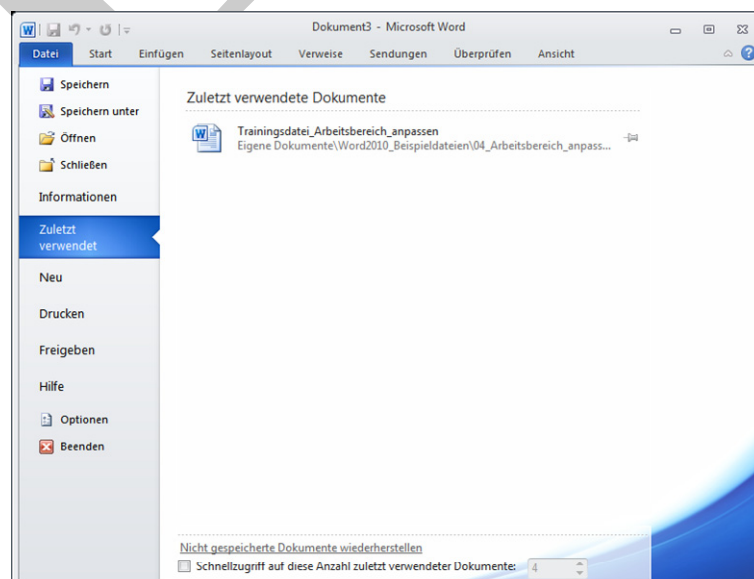 Dokument3 - Microsoft Word
Datei Start Einfügen Seitenlayout Verweise Sendungen Überprüfen Ansicht
Speichern
Speichern unter
Öffnen
Schließen
Informationen
Zuletzt
verwendet
Neu
Drucken
Freigeben
Hilfe
Optionen
Beenden
Zuletzt verwendete Dokumente
Trainingsdatei_Arbeitsbereich_anpassen
Eigene Dokumente\Word2010_Beispieldateien\04_Arbeitsbereich_anpass...
Nicht gespeicherte Dokumente wiederherstellen
Schnellzugriff auf diese Anzahl zuletzt verwendeter Dokumente: 4